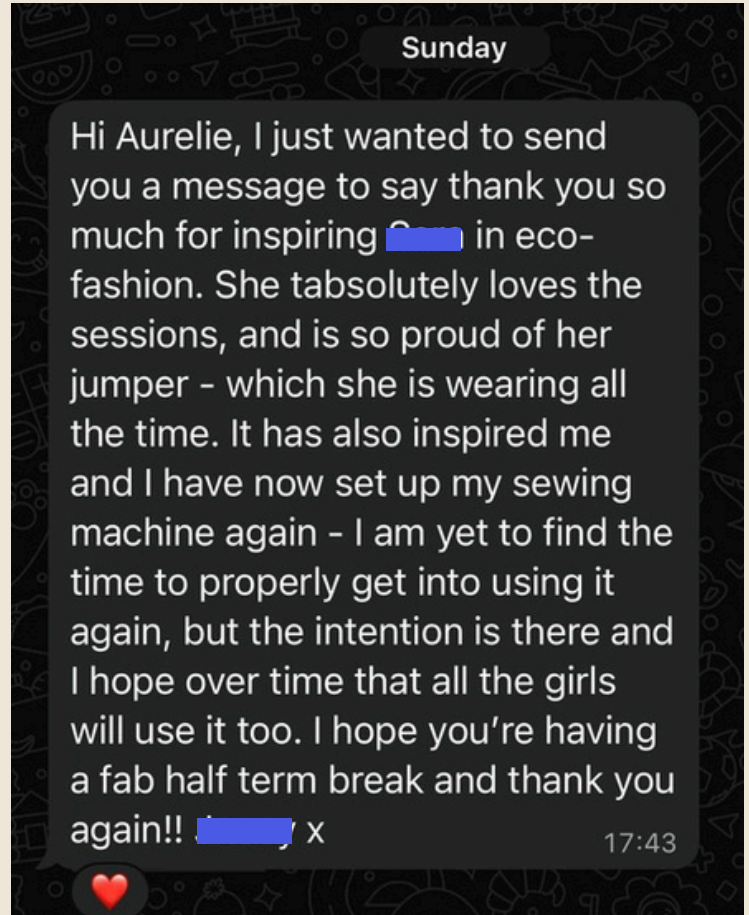 Sunday
Hi Aurelie, I just wanted to send
you a message to say thank you so
much for inspiring in eco-
fashion. She tabsolutely loves the
sessions, and is so proud of her
jumper - which she is wearing all
the time. It has also inspired me
and I have now set up my sewing
machine again - I am yet to find the
time to properly get into using it
again, but the intention is there and
I hope over time that all the girls
will use it too. I hope you're having
a fab half term break and thank you
again!! x
17:43